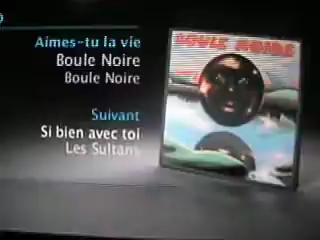 Aimes-tu la vie
Boule Noire
Boule Noire
BOULE NOIRE
Suivant
Si bien avec toi
Les Sultans